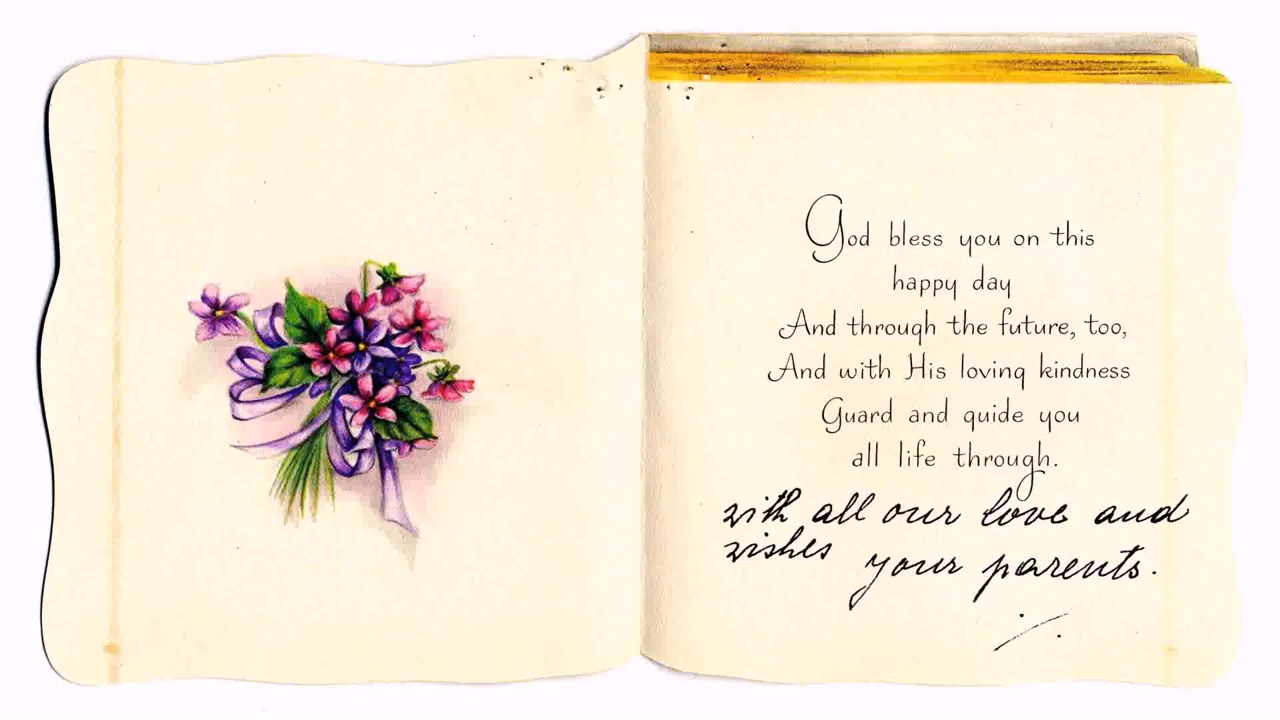 God bless you on this
happy day
And through the future, too,
And with His loving kindness
Guard and guide you
all life through.
with all our love and
wishes your parents.